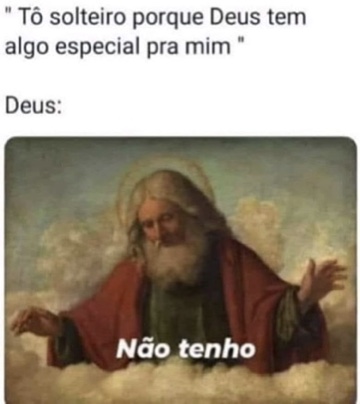 " Tô solteiro porque Deus tem
algo especial pra mim "
Deus:
Não tenho